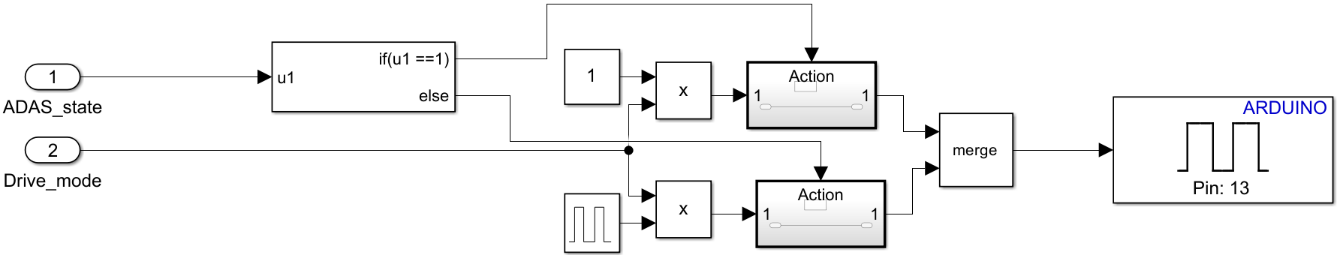 1
ADAS_state
2
Drive_mode
u1
if(u1 ==1)
else
1
x
Action
1
1
x
Action
1
1
merge
ARDUINO
Pin: 13